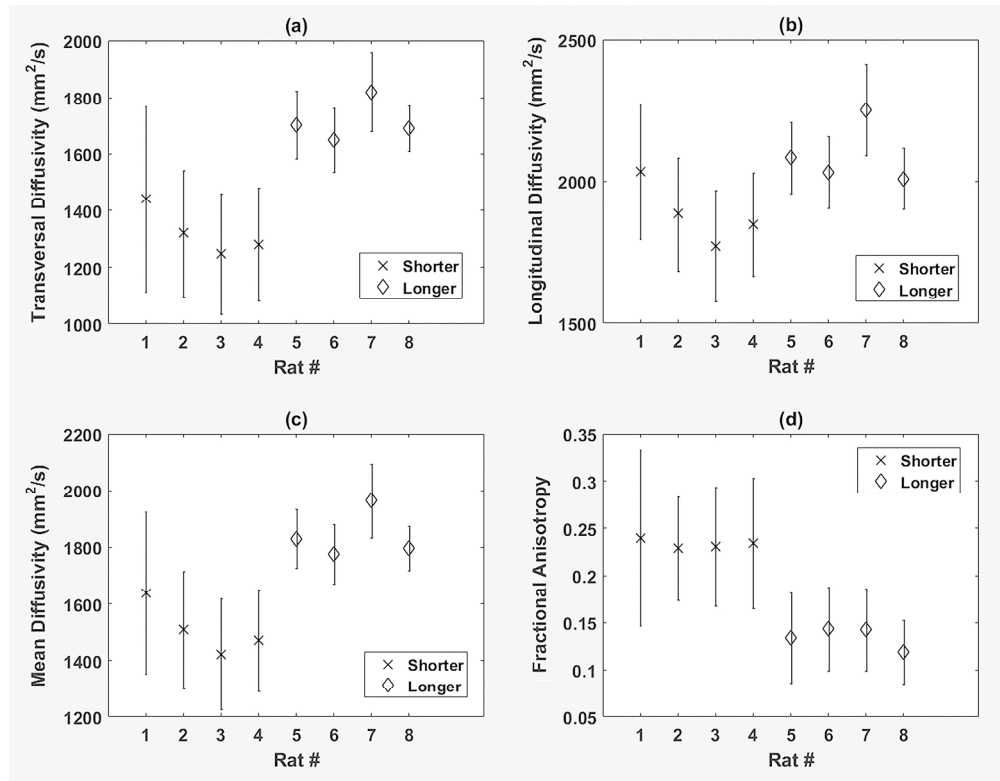 (a)
Transversal Diffusivity (mm²/s)
2000
1800
1600
1400
1200
1000
1 2 3 4 5 6 7 8
Rat #
Shorter
Longer
(b)
Longitudinal Diffusivity (mm²/s)
2500
2000
1500
1 2 3 4 5 6 7 8
Rat #
Shorter
Longer
(c)
Mean Diffusivity (mm²/s)
2200
2000
1800
1600
1400
1200
1 2 3 4 5 6 7 8
Rat #
Shorter
Longer
(d)
Fractional Anisotropy
0.35
0.3
0.25
0.2
0.15
0.1
0.05
1 2 3 4 5 6 7 8
Rat #
Shorter
Longer